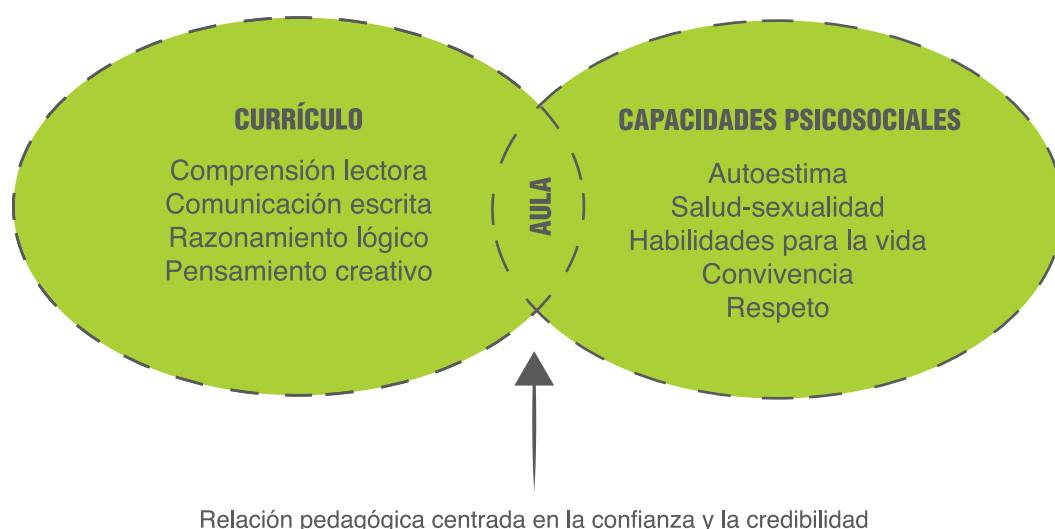 CURRÍCULO
Comprensión lectora
Comunicación escrita
Razonamiento lógico
Pensamiento creativo
AULA
CAPACIDADES PSICOSOCIALES
Autoestima
Salud-sexualidad
Habilidades para la vida
Convivencia
Respeto
Relación pedagógica centrada en la confianza y la credibilidad